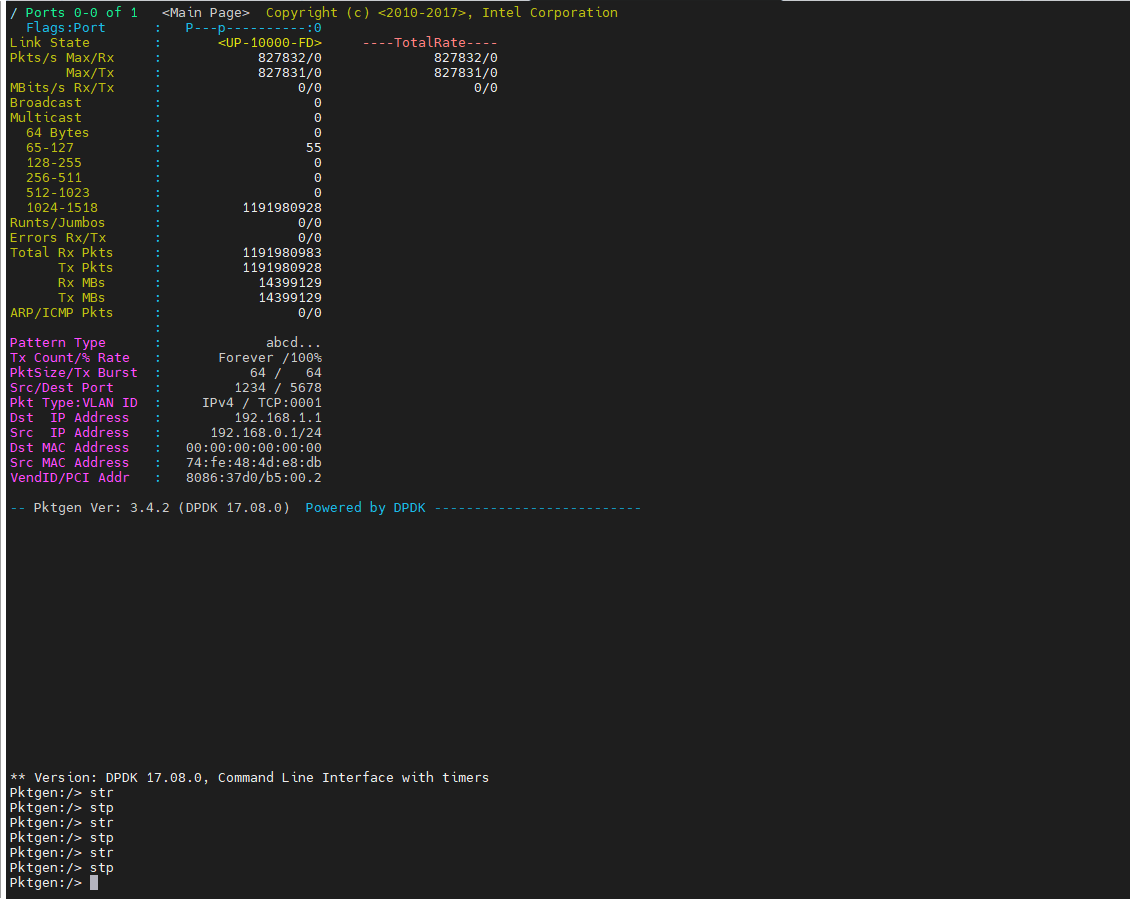 / Ports 0-0 of 1   <Main Page>  Copyright (c) <2010-2017>, Intel Corporation
  Flags:Port      :   P---p----------:0
Link State        :       <UP-10000-FD>     ----TotalRate----
Pkts/s Max/Rx     :            827832/0              827832/0
       Max/Tx     :            827831/0              827831/0
MBits/s Rx/Tx     :                 0/0                   0/0
Broadcast         :                   0
Multicast         :                   0
  64 Bytes        :                   0
  65-127          :                  55
  128-255         :                   0
  256-511         :                   0
  512-1023        :                   0
  1024-1518       :          1191980928
Runts/Jumbos      :                 0/0
Errors Rx/Tx      :                 0/0
Total Rx Pkts     :          1191980983
      Tx Pkts     :          1191980928
      Rx MBs      :            14399129
      Tx MBs      :            14399129
ARP/ICMP Pkts     :                 0/0
                  :
Pattern Type      :             abcd...
Tx Count/% Rate   :       Forever /100%
PktSize/Tx Burst  :           64 /   64
Src/Dest Port     :         1234 / 5678
Pkt Type:VLAN ID  :     IPv4 / TCP:0001
Dst  IP Address   :         192.168.1.1
Src  IP Address   :      192.168.0.1/24
Dst MAC Address   :   00:00:00:00:00:00
Src MAC Address   :   74:fe:48:4d:e8:db
VendID/PCI Addr   :   8086:37d0/b5:00.2
-- Pktgen Ver: 3.4.2 (DPDK 17.08.0)  Powered by DPDK --------------------------
** Version: DPDK 17.08.0, Command Line Interface with timers
Pktgen:/> str
Pktgen:/> stp
Pktgen:/> str
Pktgen:/> stp
Pktgen:/> str
Pktgen:/> stp
Pktgen:/>